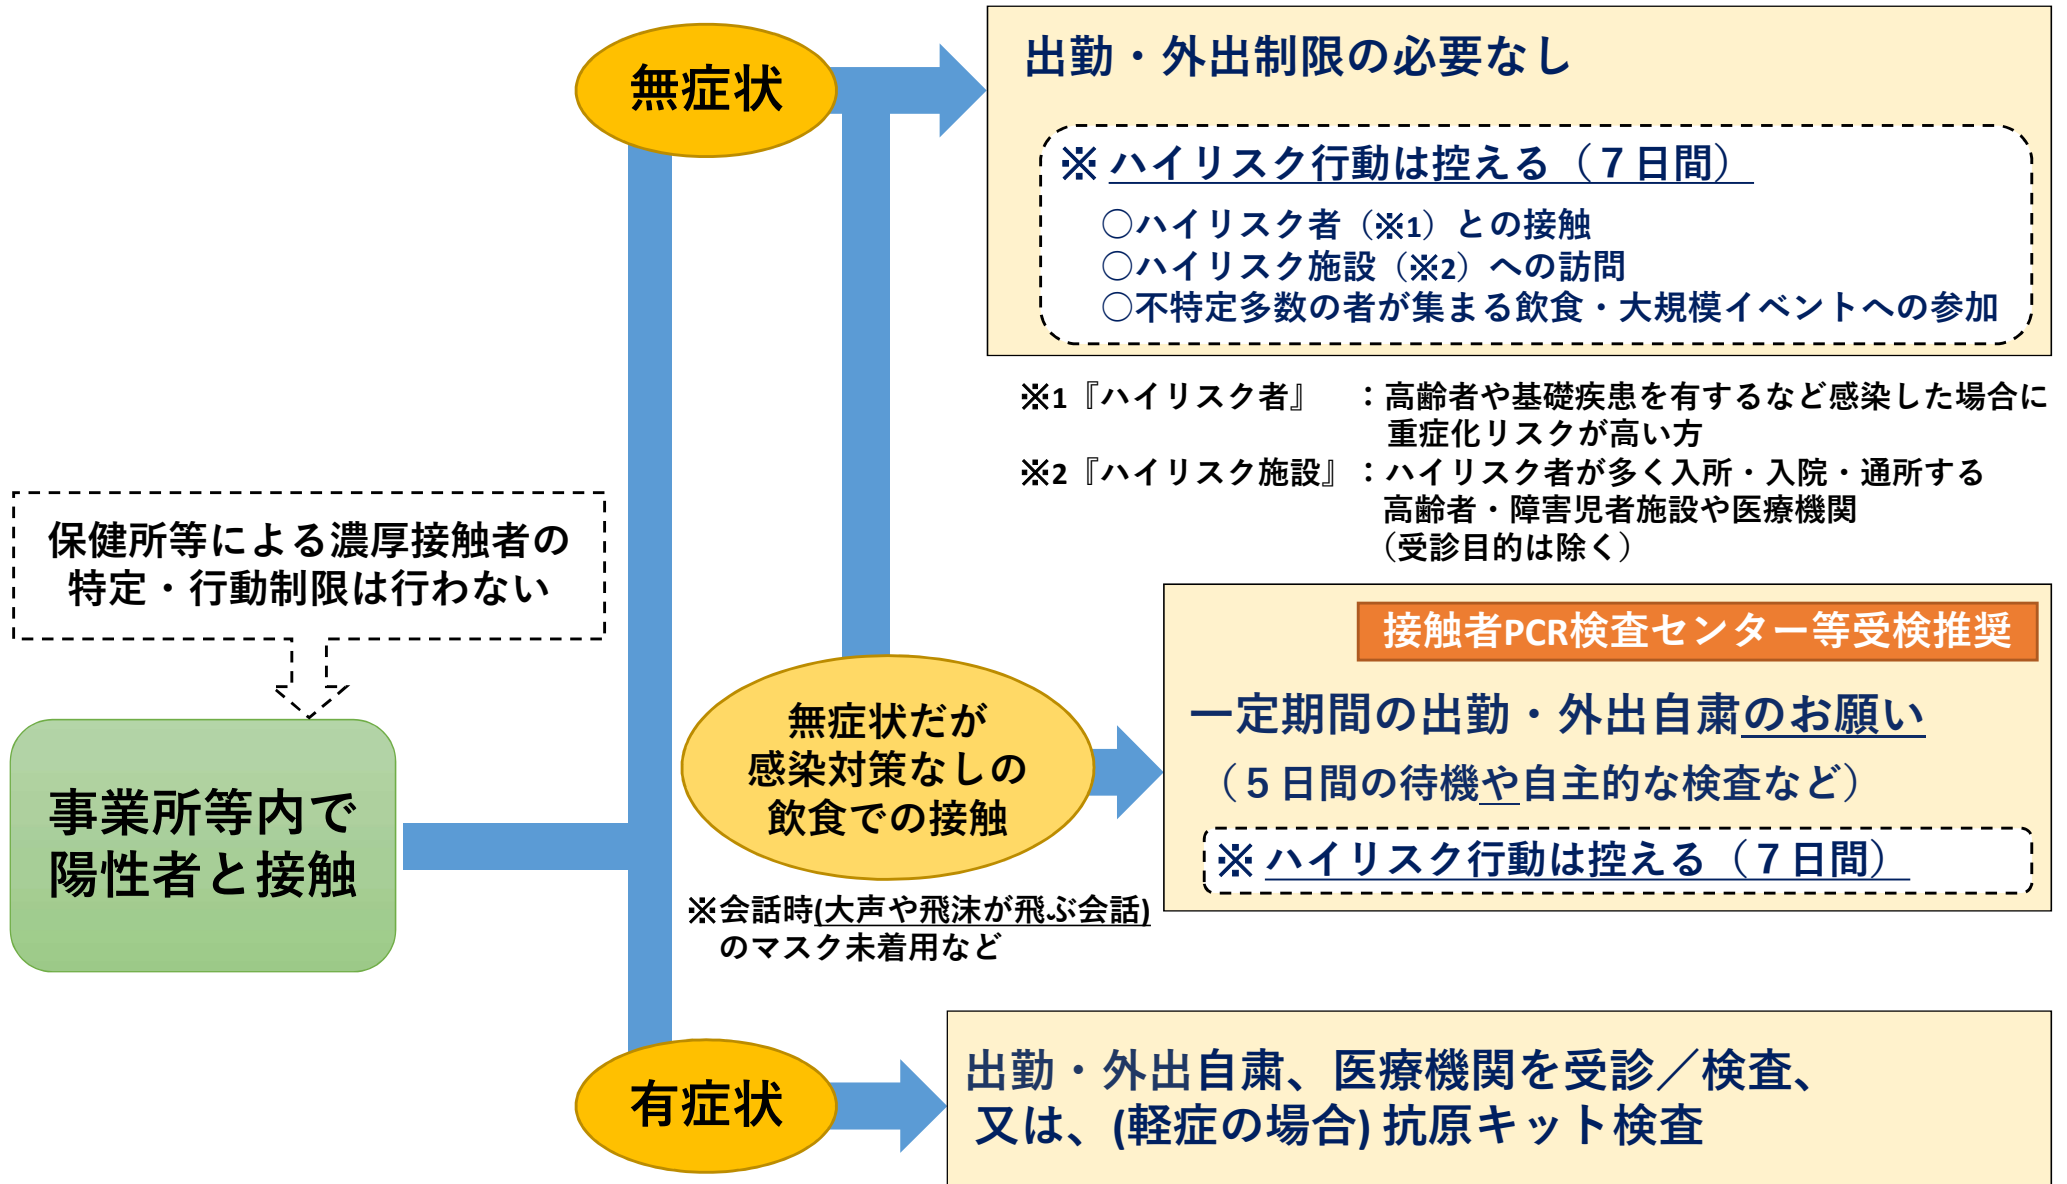 無症状
出勤・外出制限の必要なし
※ ハイリスク行動は控える（７日間）
○ハイリスク者（※1）との接触
○ハイリスク施設（※2）への訪問
○不特定多数の者が集まる飲食・大規模イベントへの参加
※1『ハイリスク者』　：高齢者や基礎疾患を有するなど感染した場合に
重症化リスクが高い方
※2『ハイリスク施設』：ハイリスク者が多く入所・入院・通所する
高齢者・障害児者施設や医療機関
（受診目的は除く）
保健所等による濃厚接触者の
特定・行動制限は行わない
事業所等内で
陽性者と接触
無症状だが
感染対策なしの
飲食での接触
※会話時(大声や飛沫が飛ぶ会話)
のマスク未着用など
接触者PCR検査センター等受検推奨
一定期間の出勤・外出自粛のお願い
（５日間の待機や自主的な検査など）
※ ハイリスク行動は控える（７日間）
有症状
出勤・外出自粛、医療機関を受診／検査、
又は、(軽症の場合) 抗原キット検査